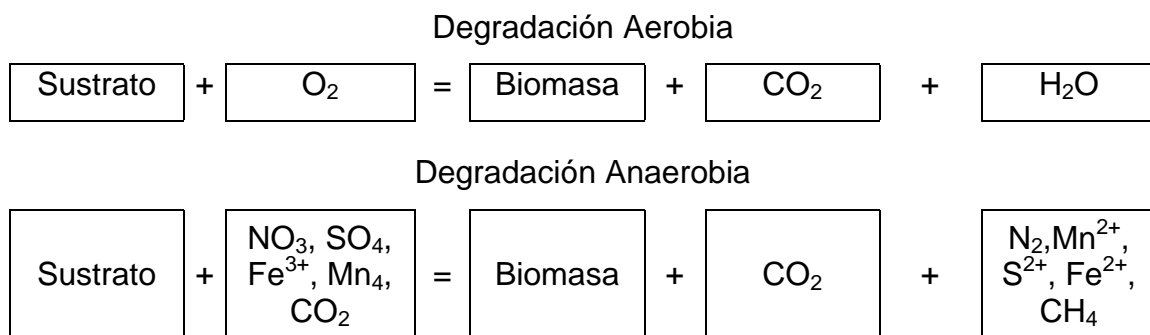 Degradación Aerobia
Sustrato + O₂ = Biomasa + CO₂ + H₂O
Degradación Anaerobia
NO₃, SO₄, N₂,Mn²⁺,
Sustrato + Fe³⁺, Mn₄, = Biomasa + CO₂ + S²⁺, Fe²⁺,
CO₂ CH₄